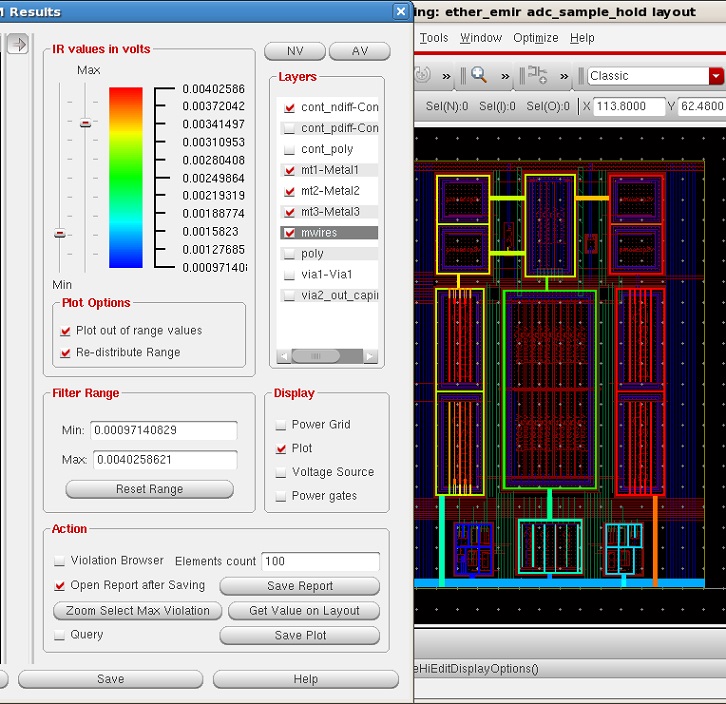 M Results
ing: ether_emir adc_sample_hold layout
Tools Window Optimize Help
» » » Classic
Sel(N):0 Sel(I):0 Sel(O):0 X 113.8000 Y 62.4800
IR values in volts
Max
0.00402586
0.00372042
0.00341497
0.00310953
0.00280408
0.00249864
0.00219319
0.00188774
0.0015823
0.00127685
0.00097140
Min
Plot Options
Plot out of range values
Re-distribute Range
NV AV
Layers
cont_ndiff-Con
cont_pdiff-Con
cont_poly
mt1-Metal1
mt2-Metal2
mt3-Metal3
mwires
poly
via1-Via1
via2_out_capi
Filter Range
Min: 0.00097140829
Max: 0.0040258621
Reset Range
Display
Power Grid
Plot
Voltage Source
Power gates
Action
Violation Browser Elements count 100
Open Report after Saving Save Report
Zoom Select Max Violation Get Value on Layout
Query Save Plot
Save Help
eHiEditDisplayOptions()